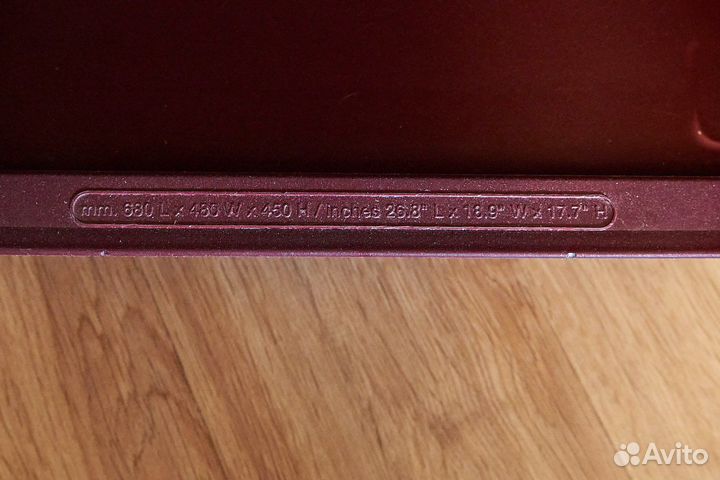 mm. 680 L x 480 W x 450 H / inches 26.8" L x 18.9" W x 17.7" H
Avito